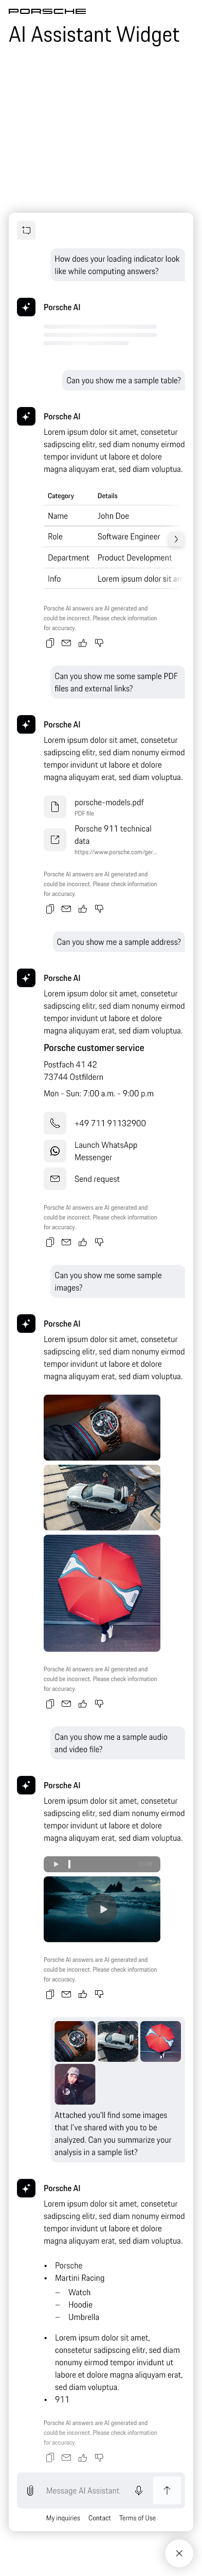 PORSCHE
AI Assistant Widget
How does your loading indicator look
like while computing answers?
Porsche AI
Can you show me a sample table?
Porsche AI
Lorem ipsum dolor sit amet, consetetur
sadipscing elitr, sed diam nonumy eirmod
tempor invidunt ut labore et dolore
magna aliquyam erat, sed diam voluptua.
Category Details
Name John Doe
Role Software Engineer
Department Product Development
Info Lorem ipsum dolor sit am
Porsche AI answers are AI generated and
could be incorrect. Please check information
for accuracy.
Can you show me some sample PDF
files and external links?
Porsche AI
Lorem ipsum dolor sit amet, consetetur
sadipscing elitr, sed diam nonumy eirmod
tempor invidunt ut labore et dolore
magna aliquyam erat, sed diam voluptua.
porsche-models.pdf
PDF file
Porsche 911 technical
data
https://www.porsche.com/ger...
Porsche AI answers are AI generated and
could be incorrect. Please check information
for accuracy.
Can you show me a sample address?
Porsche AI
Lorem ipsum dolor sit amet, consetetur
sadipscing elitr, sed diam nonumy eirmod
tempor invidunt ut labore et dolore
magna aliquyam erat, sed diam voluptua.
Porsche customer service
Postfach 41 42
73744 Ostfildern
Mon - Sun: 7:00 a.m. - 9:00 p.m
+49 711 91132900
Launch WhatsApp
Messenger
Send request
Porsche AI answers are AI generated and
could be incorrect. Please check information
for accuracy.
Can you show me some sample
images?
Porsche AI
Lorem ipsum dolor sit amet, consetetur
sadipscing elitr, sed diam nonumy eirmod
tempor invidunt ut labore et dolore
magna aliquyam erat, sed diam voluptua.
Porsche AI answers are AI generated and
could be incorrect. Please check information
for accuracy.
Can you show me a sample audio
and video file?
Porsche AI
Lorem ipsum dolor sit amet, consetetur
sadipscing elitr, sed diam nonumy eirmod
tempor invidunt ut labore et dolore
magna aliquyam erat, sed diam voluptua.
Porsche AI answers are AI generated and
could be incorrect. Please check information
for accuracy.
Attached you'll find some images
that I've shared with you to be
analyzed. Can you summarize your
analysis in a sample list?
Porsche AI
Lorem ipsum dolor sit amet, consetetur
sadipscing elitr, sed diam nonumy eirmod
tempor invidunt ut labore et dolore
magna aliquyam erat, sed diam voluptua.
• Porsche
• Martini Racing
– Watch
– Hoodie
– Umbrella
• Lorem ipsum dolor sit amet,
consetetur sadipscing elitr, sed diam
nonumy eirmod tempor invidunt ut
labore et dolore magna aliquyam erat,
sed diam voluptua.
• 911
Porsche AI answers are AI generated and
could be incorrect. Please check information
for accuracy.
Message AI Assistant
My inquiries Contact Terms of Use